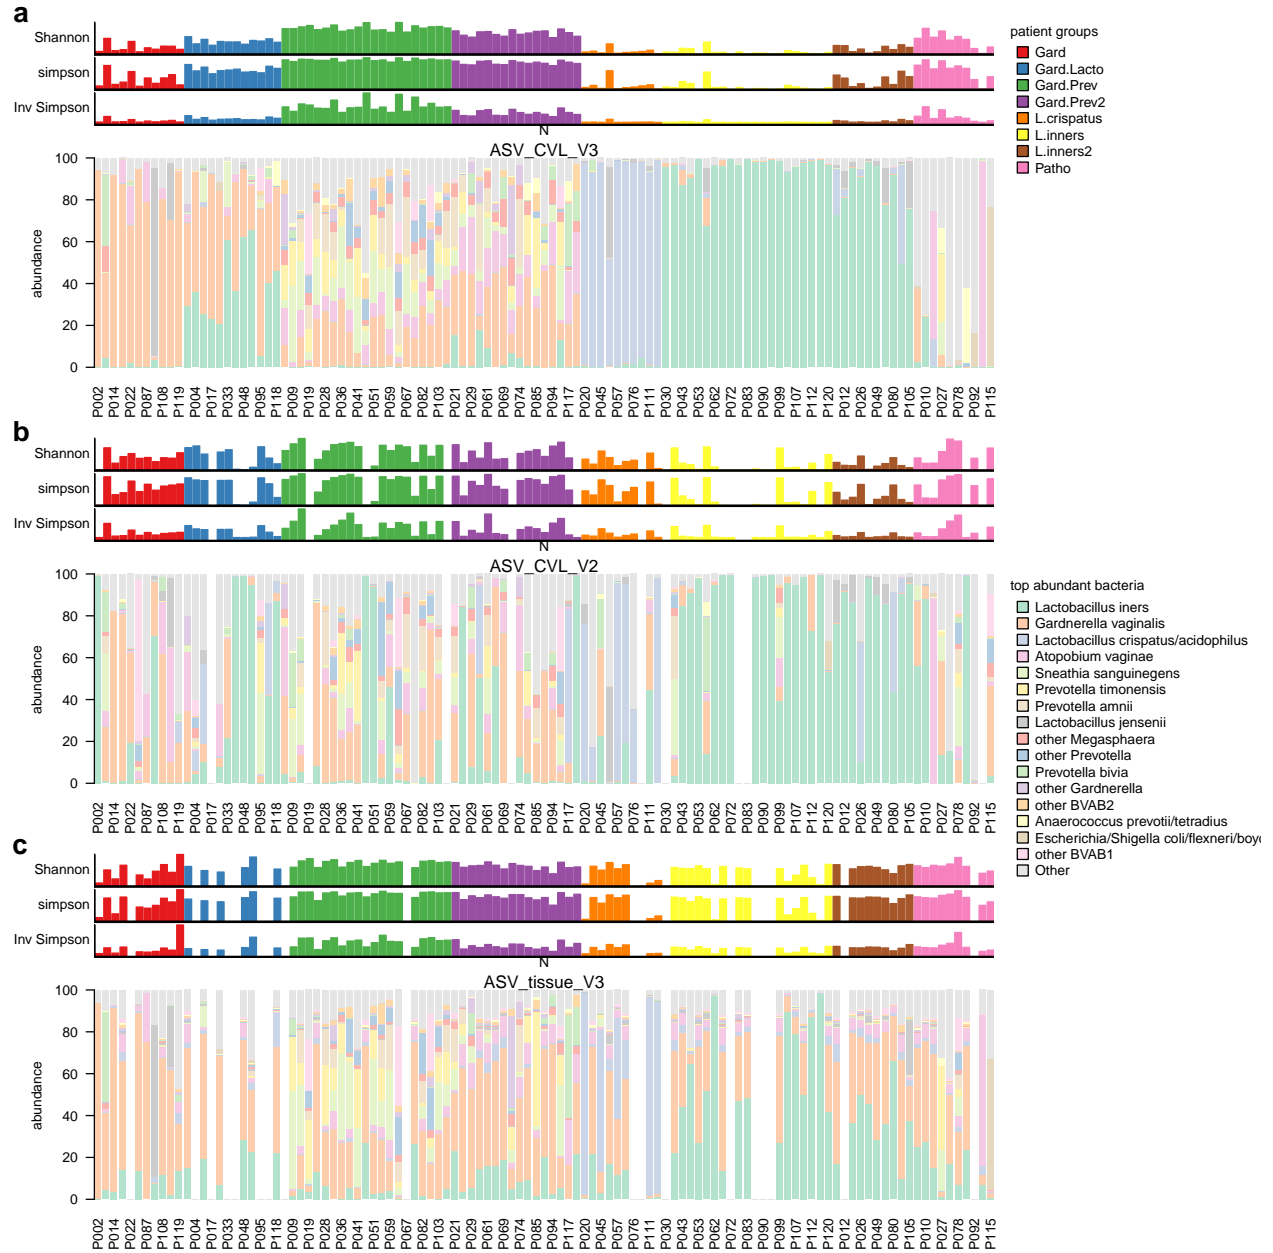 a
Shannon
simpson
Inv Simpson
N
ASV_CVL_V3
100
80
60
40
20
0
abundance
P002 P014 P022 P087 P108 P119 P004 P017 P033 P048 P095 P118 P009 P019 P028 P036 P041 P051 P059 P067 P082 P103 P021 P029 P061 P069 P074 P085 P094 P117 P020 P045 P057 P076 P111 P030 P043 P053 P062 P072 P083 P090 P099 P107 P112 P120 P012 P026 P049 P080 P105 P010 P027 P078 P092 P115
patient groups
Gard
Gard.Lacto
Gard.Prev
Gard.Prev2
L.crispatus
L.inners
L.inners2
Patho
b
Shannon
simpson
Inv Simpson
N
ASV_CVL_V2
100
80
60
40
20
0
abundance
P002 P014 P022 P087 P108 P119 P004 P017 P033 P048 P095 P118 P009 P019 P028 P036 P041 P051 P059 P067 P082 P103 P021 P029 P061 P069 P074 P085 P094 P117 P020 P045 P057 P076 P111 P030 P043 P053 P062 P072 P083 P090 P099 P107 P112 P120 P012 P026 P049 P080 P105 P010 P027 P078 P092 P115
top abundant bacteria
Lactobacillus iners
Gardnerella vaginalis
Lactobacillus crispatus/acidophilus
Atopobium vaginae
Sneathia sanguinegens
Prevotella timonensis
Prevotella amnii
Lactobacillus jensenii
other Megasphaera
other Prevotella
Prevotella bivia
other Gardnerella
other BVAB2
Anaerococcus prevotii/tetradius
Escherichia/Shigella coli/flexneri/boyd
other BVAB1
Other
c
Shannon
simpson
Inv Simpson
N
ASV_tissue_V3
100
80
60
40
20
0
abundance
P002 P014 P022 P087 P108 P119 P004 P017 P033 P048 P095 P118 P009 P019 P028 P036 P041 P051 P059 P067 P082 P103 P021 P029 P061 P069 P074 P085 P094 P117 P020 P045 P057 P076 P111 P030 P043 P053 P062 P072 P083 P090 P099 P107 P112 P120 P012 P026 P049 P080 P105 P010 P027 P078 P092 P115